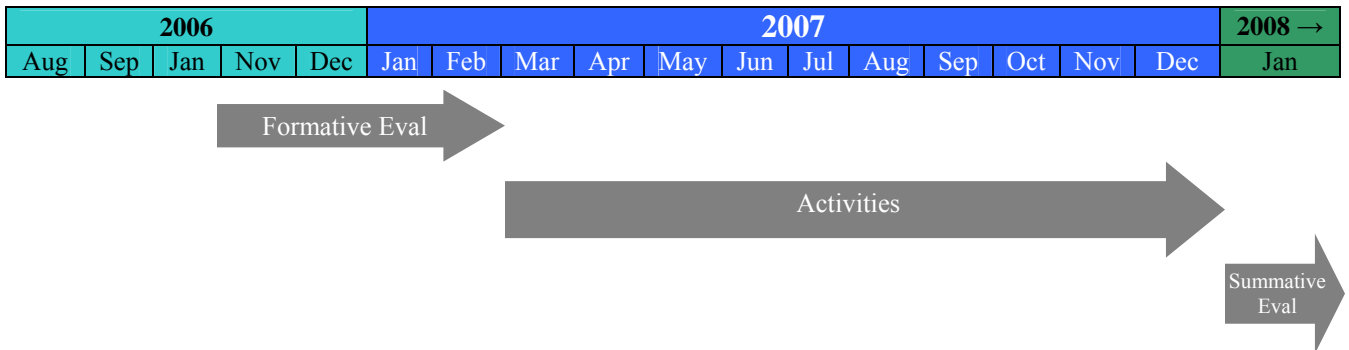 2006 2007 2008 →
Aug Sep Jan Nov Dec Jan Feb Mar Apr May Jun Jul Aug Sep Oct Nov Dec Jan
Formative Eval
Activities
Summative
Eval